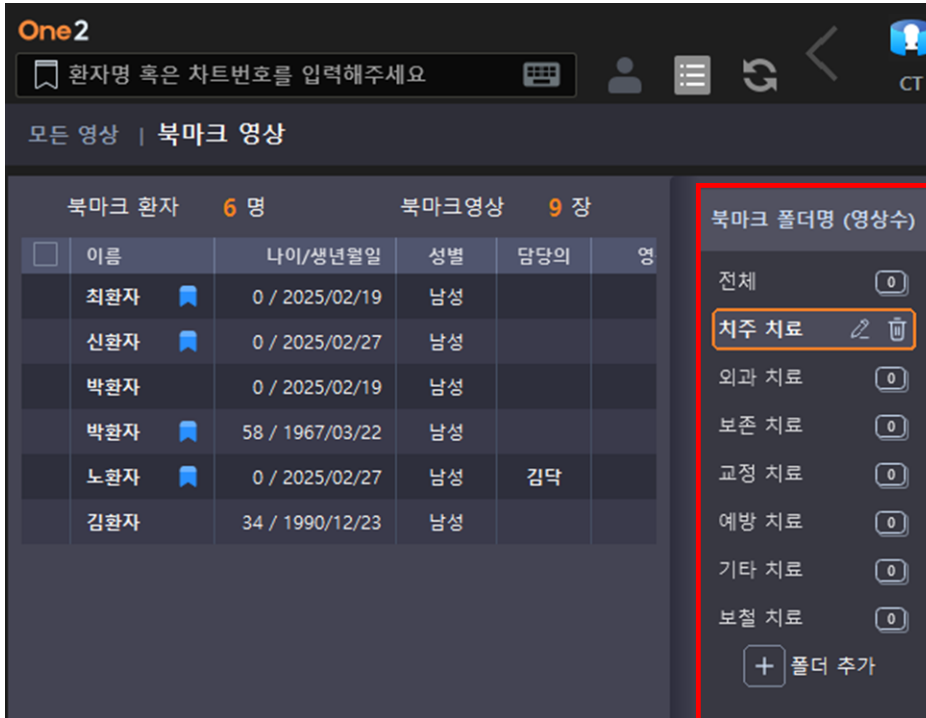 One2
환자명 혹은 차트번호를 입력해주세요
CT
모든 영상 | 북마크 영상
북마크 환자 6 명 북마크영상 9 장
이름 나이/생년월일 성별 담당의 영
최환자 0 / 2025/02/19 남성
신환자 0 / 2025/02/27 남성
박환자 0 / 2025/02/19 남성
박환자 58 / 1967/03/22 남성
노환자 0 / 2025/02/27 남성 김닥
김환자 34 / 1990/12/23 남성
북마크 폴더명 (영상수)
전체 0
치주 치료
외과 치료 0
보존 치료 0
교정 치료 0
예방 치료 0
기타 치료 0
보철 치료 0
+ 폴더 추가